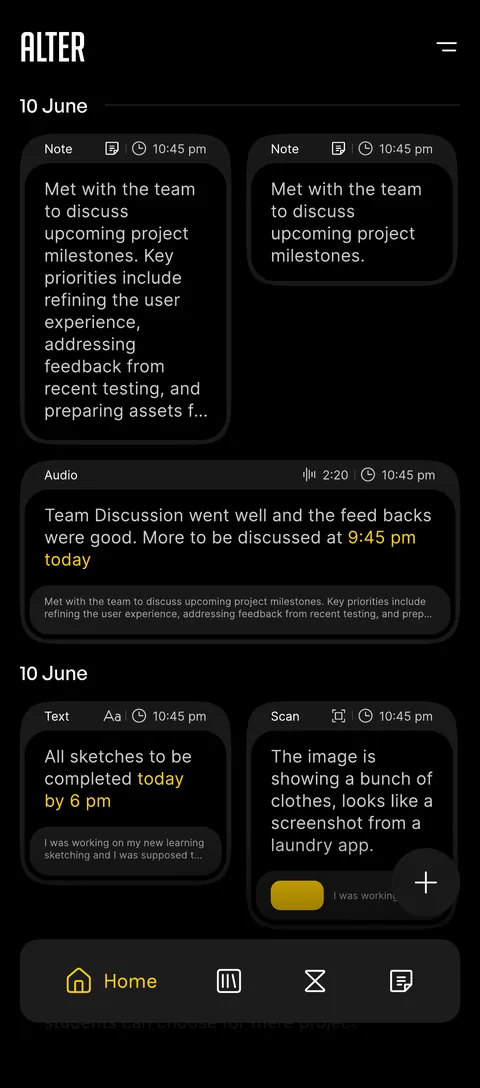 ALTER
10 June
Note 10:45 pm
Met with the team
to discuss
upcoming project
milestones. Key
priorities include
refining the user
experience,
addressing
feedback from
recent testing, and
preparing assets f...
Note 10:45 pm
Met with the team
to discuss
upcoming project
milestones.
Audio 2:20 10:45 pm
Team Discussion went well and the feed backs
were good. More to be discussed at 9:45 pm
today
Met with the team to discuss upcoming project milestones. Key priorities include
refining the user experience, addressing feedback from recent testing, and prep...
10 June
Text Aa 10:45 pm
All sketches to be
completed today
by 6 pm
I was working on my new learning
sketching and I was supposed t...
Scan 10:45 pm
The image is
showing a bunch of
clothes, looks like a
screenshot from a
laundry app.
I was working
Home
students can choose for there project